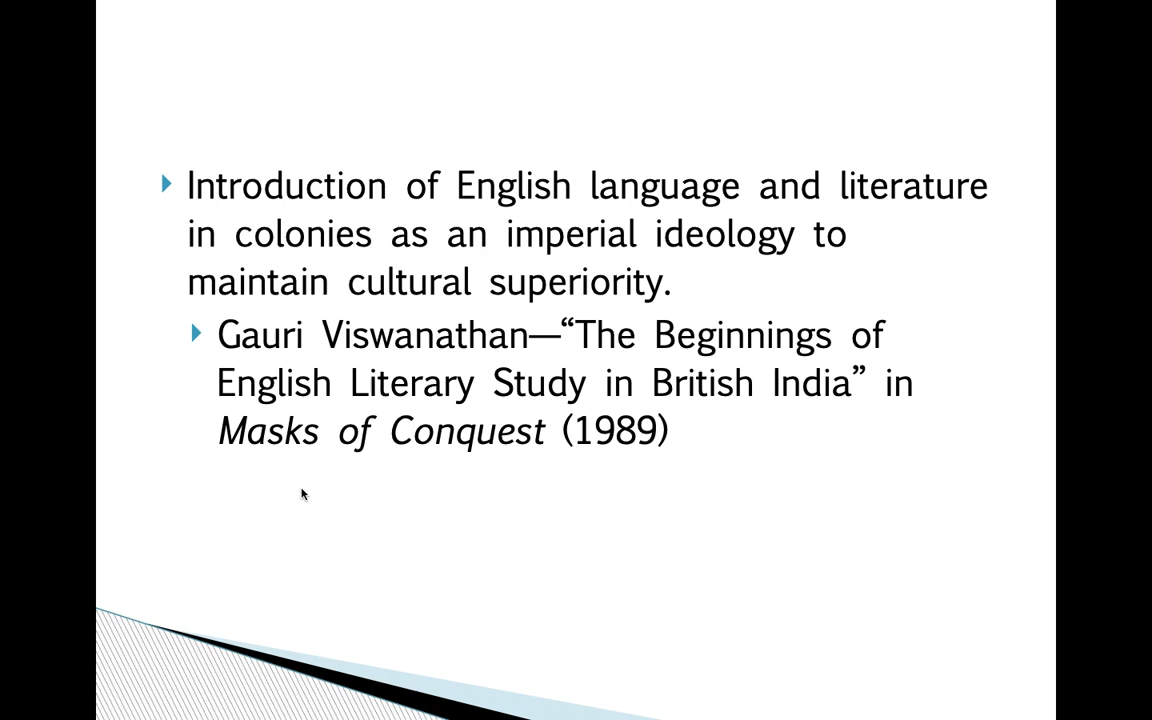 Introduction of English language and literature
in colonies as an imperial ideology to
maintain cultural superiority.
Gauri Viswanathan—“The Beginnings of
English Literary Study in British India” in
Masks of Conquest (1989)